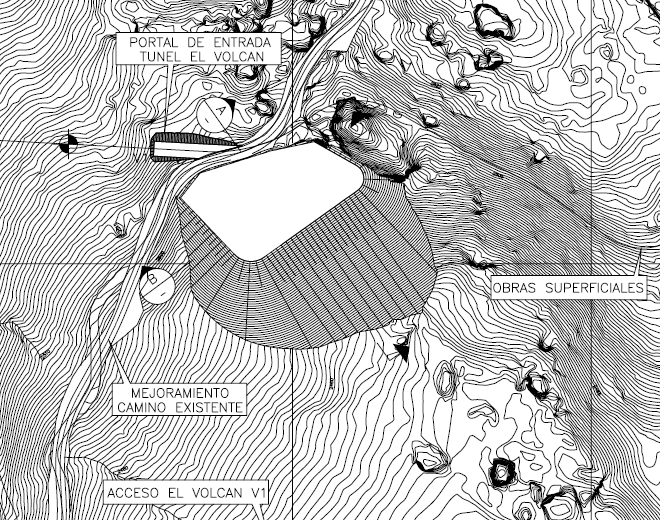 PORTAL DE ENTRADA
TUNEL EL VOLCAN
A
B
OBRAS SUPERFICIALES
MEJORAMIENTO
CAMINO EXISTENTE
ACCESO EL VOLCAN V1